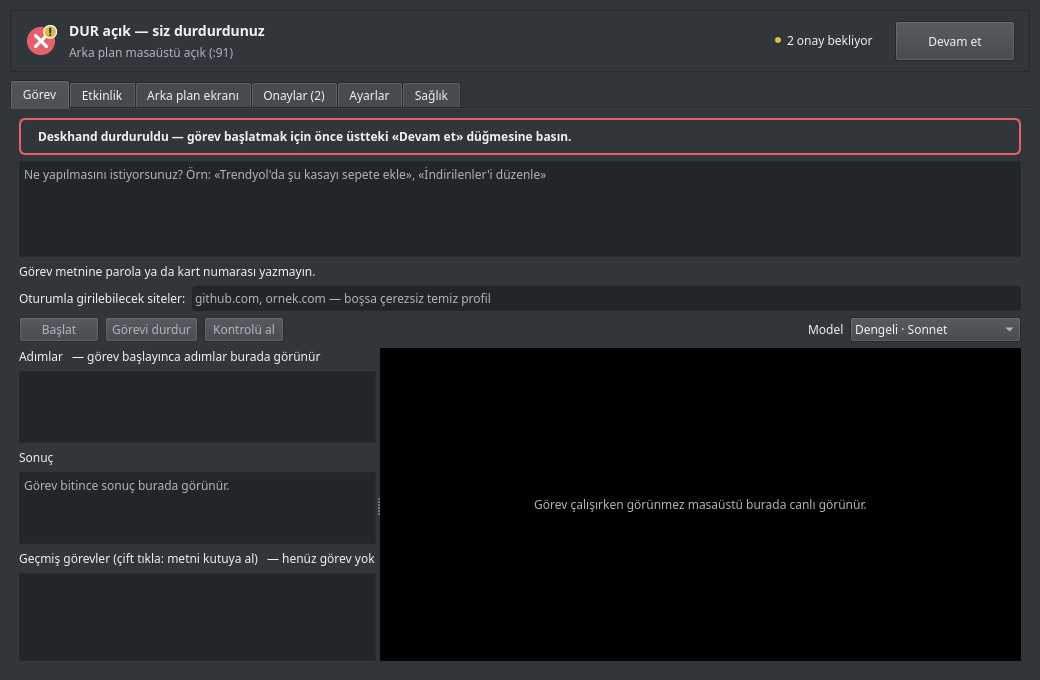 DUR açık — siz durdurdunuz
Arka plan masaüstü açık (:91)
2 onay bekliyor
Devam et
Görev
Etkinlik
Arka plan ekranı
Onaylar (2)
Ayarlar
Sağlık
Deskhand durduruldu — görev başlatmak için önce üstteki «Devam et» düğmesine basın.
Ne yapılmasını istiyorsunuz? Örn: «Trendyol'da şu kasayı sepete ekle», «İndirilenler'i düzenle»
Görev metnine parola ya da kart numarası yazmayın.
Oturumla girilebilecek siteler: github.com, ornek.com — boşsa çerezsiz temiz profil
Başlat
Görevi durdur
Kontrolü al
Model
Dengeli · Sonnet
Adımlar — görev başlayınca adımlar burada görünür
Sonuç
Görev bitince sonuç burada görünür.
Görev çalışırken görünmez masaüstü burada canlı görünür.
Geçmiş görevler (çift tıkla: metni kutuya al) — henüz görev yok